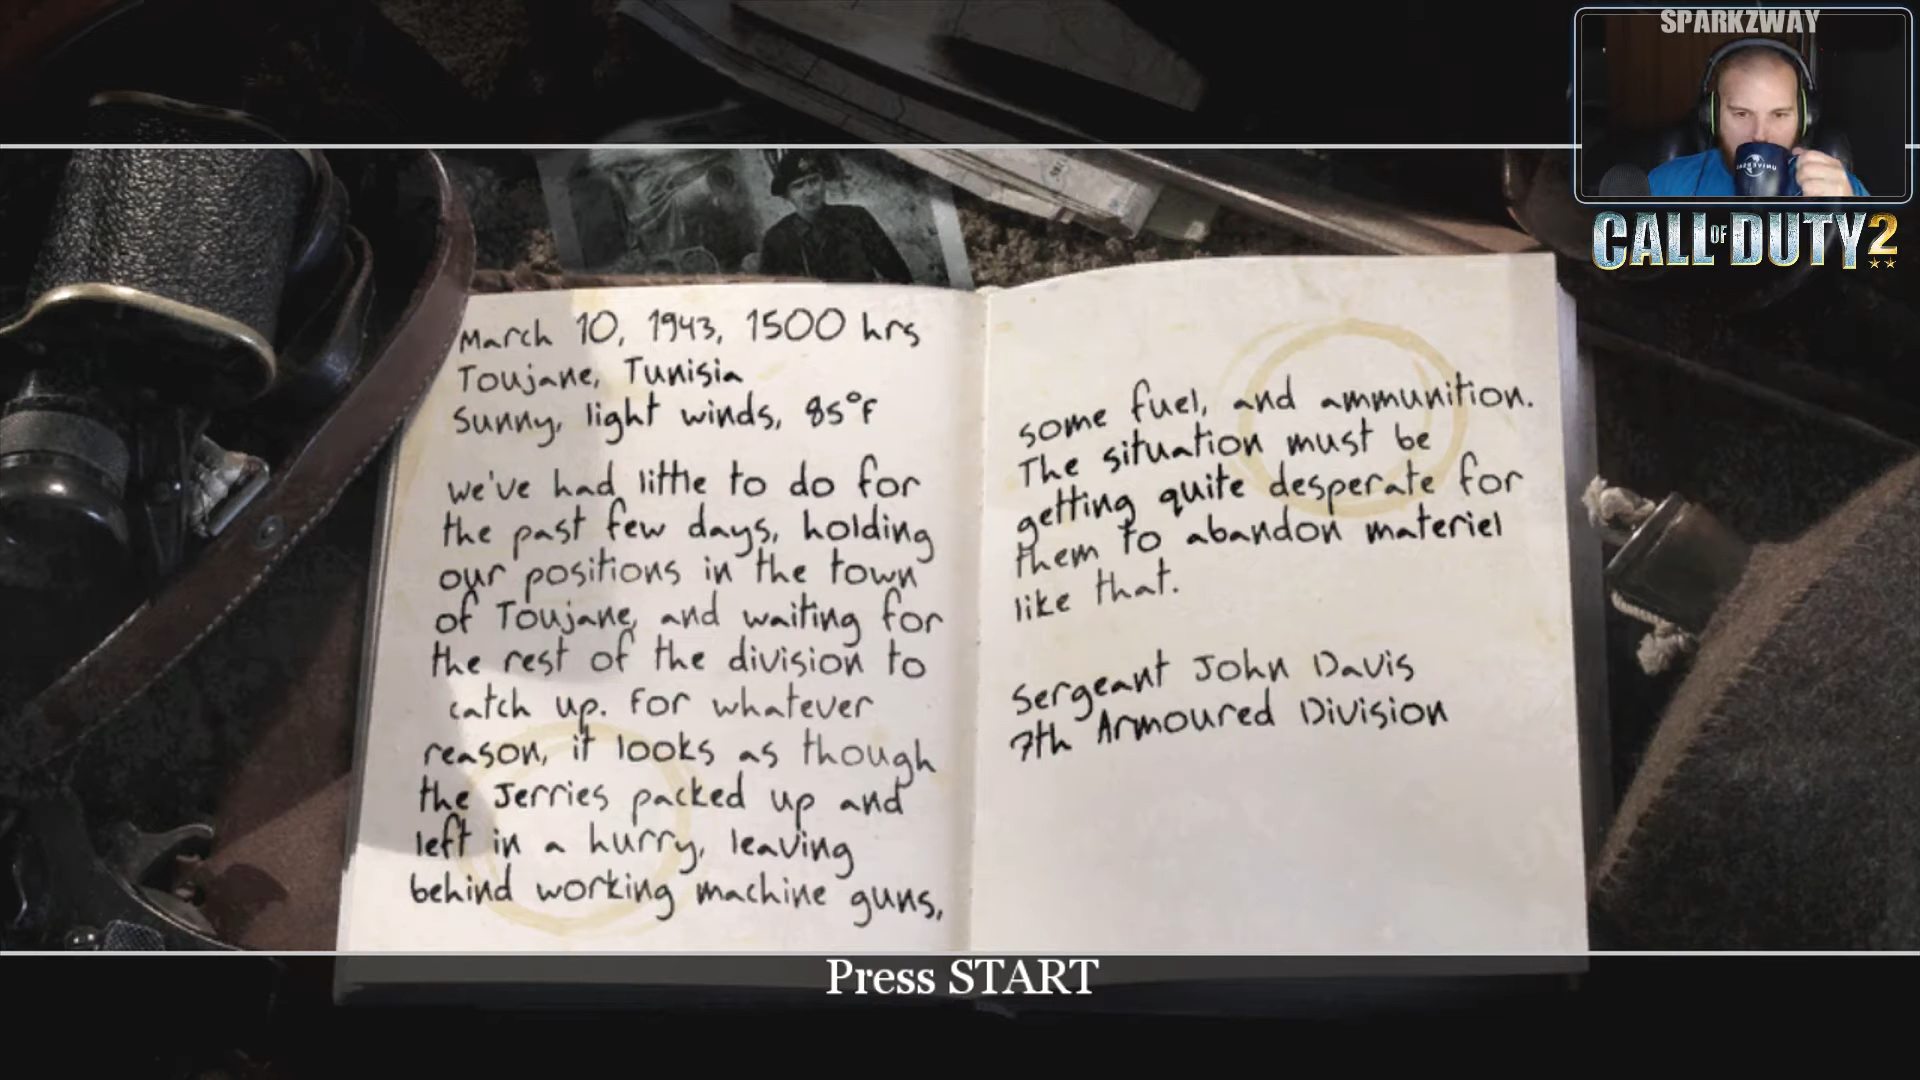 SPARKZWAY
CALL OF DUTY 2
March 10, 1943, 1500 hrs
Toujane, Tunisia
Sunny, light winds, 85°F
We've had little to do for
the past few days, holding
our positions in the town
of Toujane, and waiting for
the rest of the division to
catch up. For whatever
reason, it looks as though
the Jerries packed up and
left in a hurry, leaving
behind working machine guns,
some fuel, and ammunition.
The situation must be
getting quite desperate for
them to abandon materiel
like that.
Sergeant John Davis
7th Armoured Division
Press START